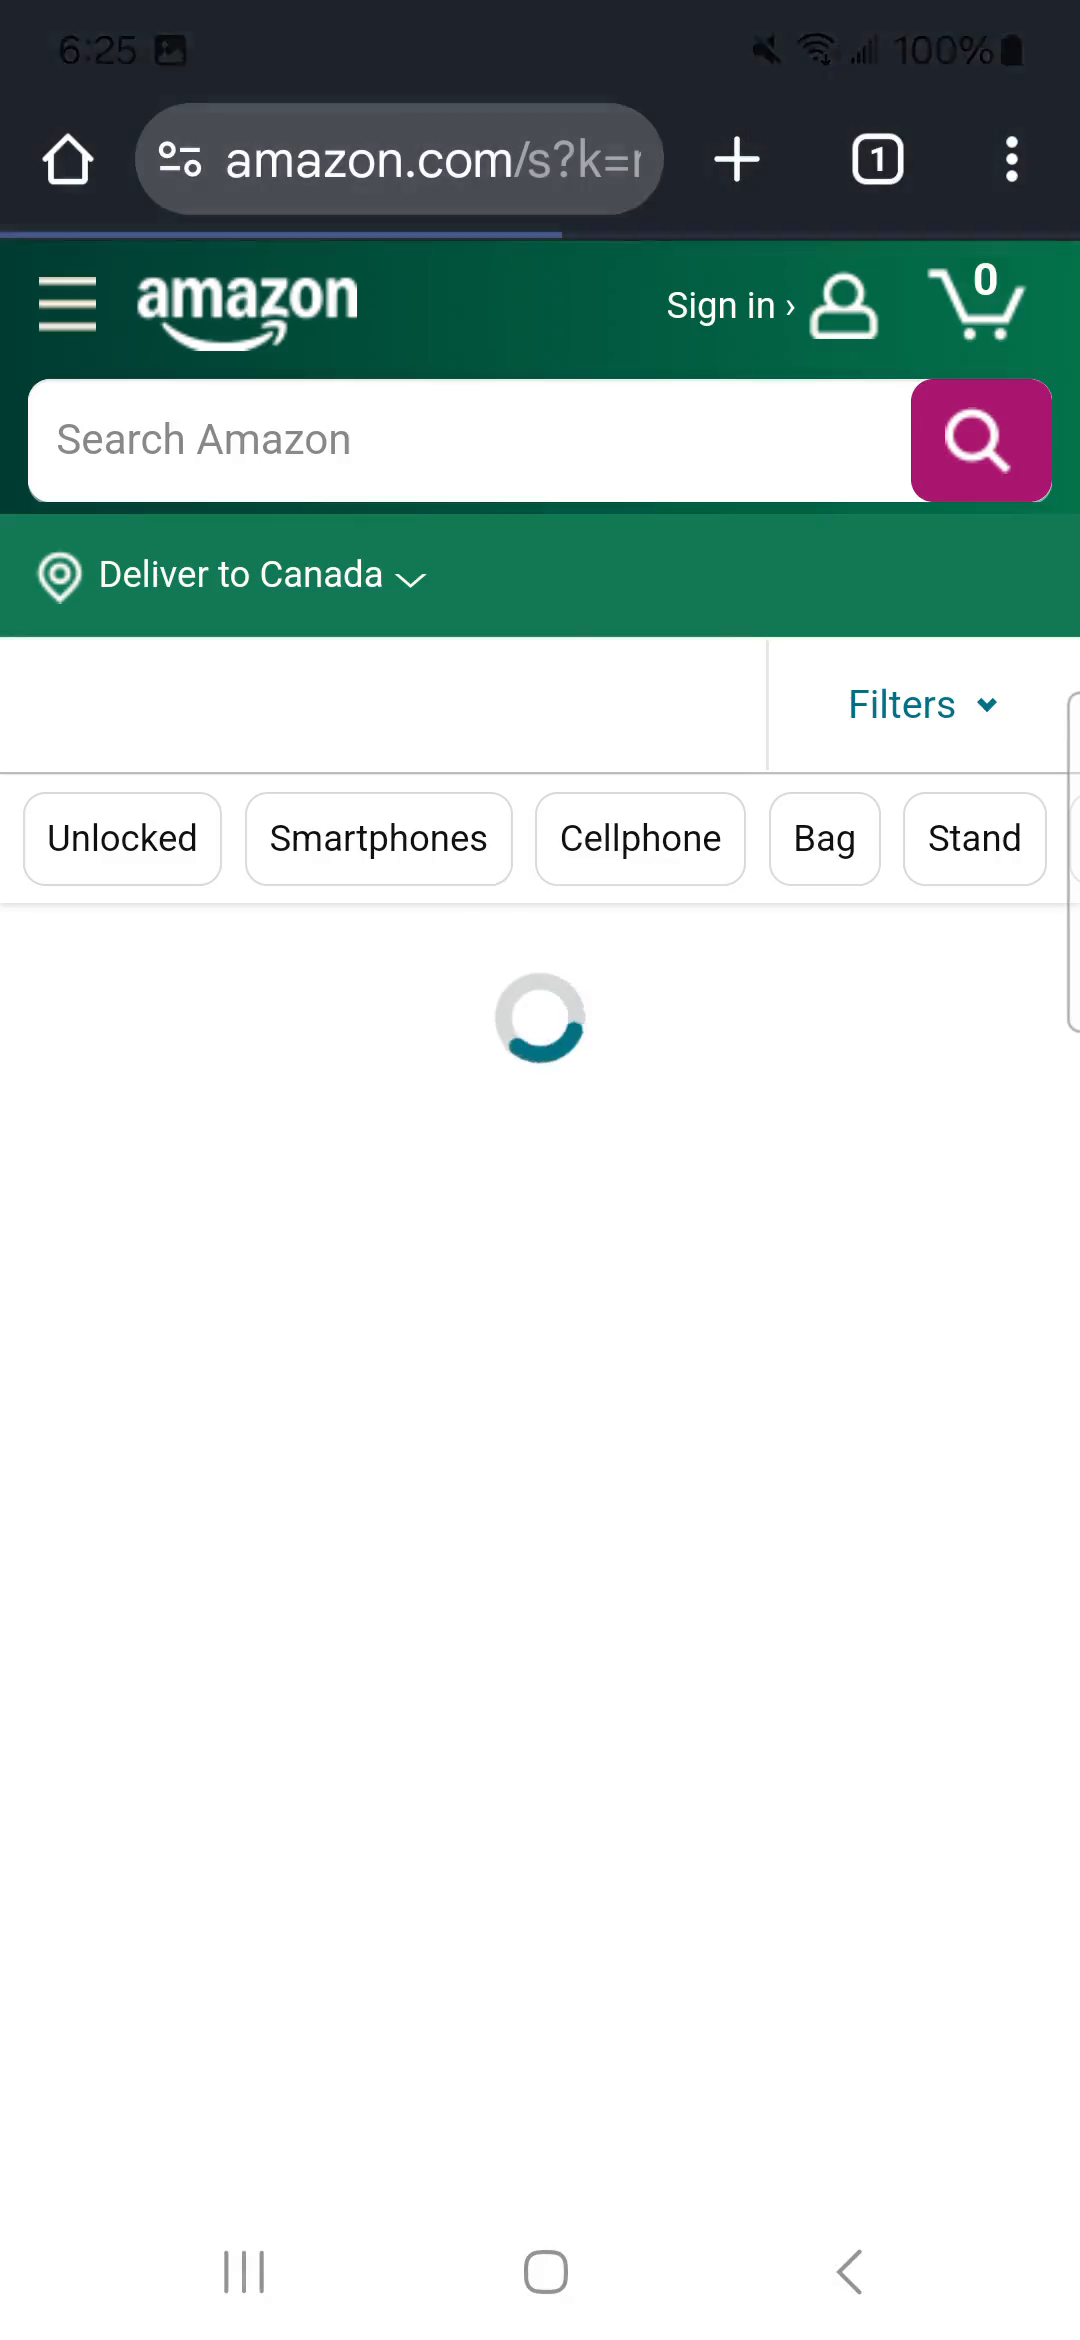 6:25
100%
amazon.com/s?k=
1
amazon
Sign in ›
0
Search Amazon
Deliver to Canada
Filters
Unlocked
Smartphones
Cellphone
Bag
Stand